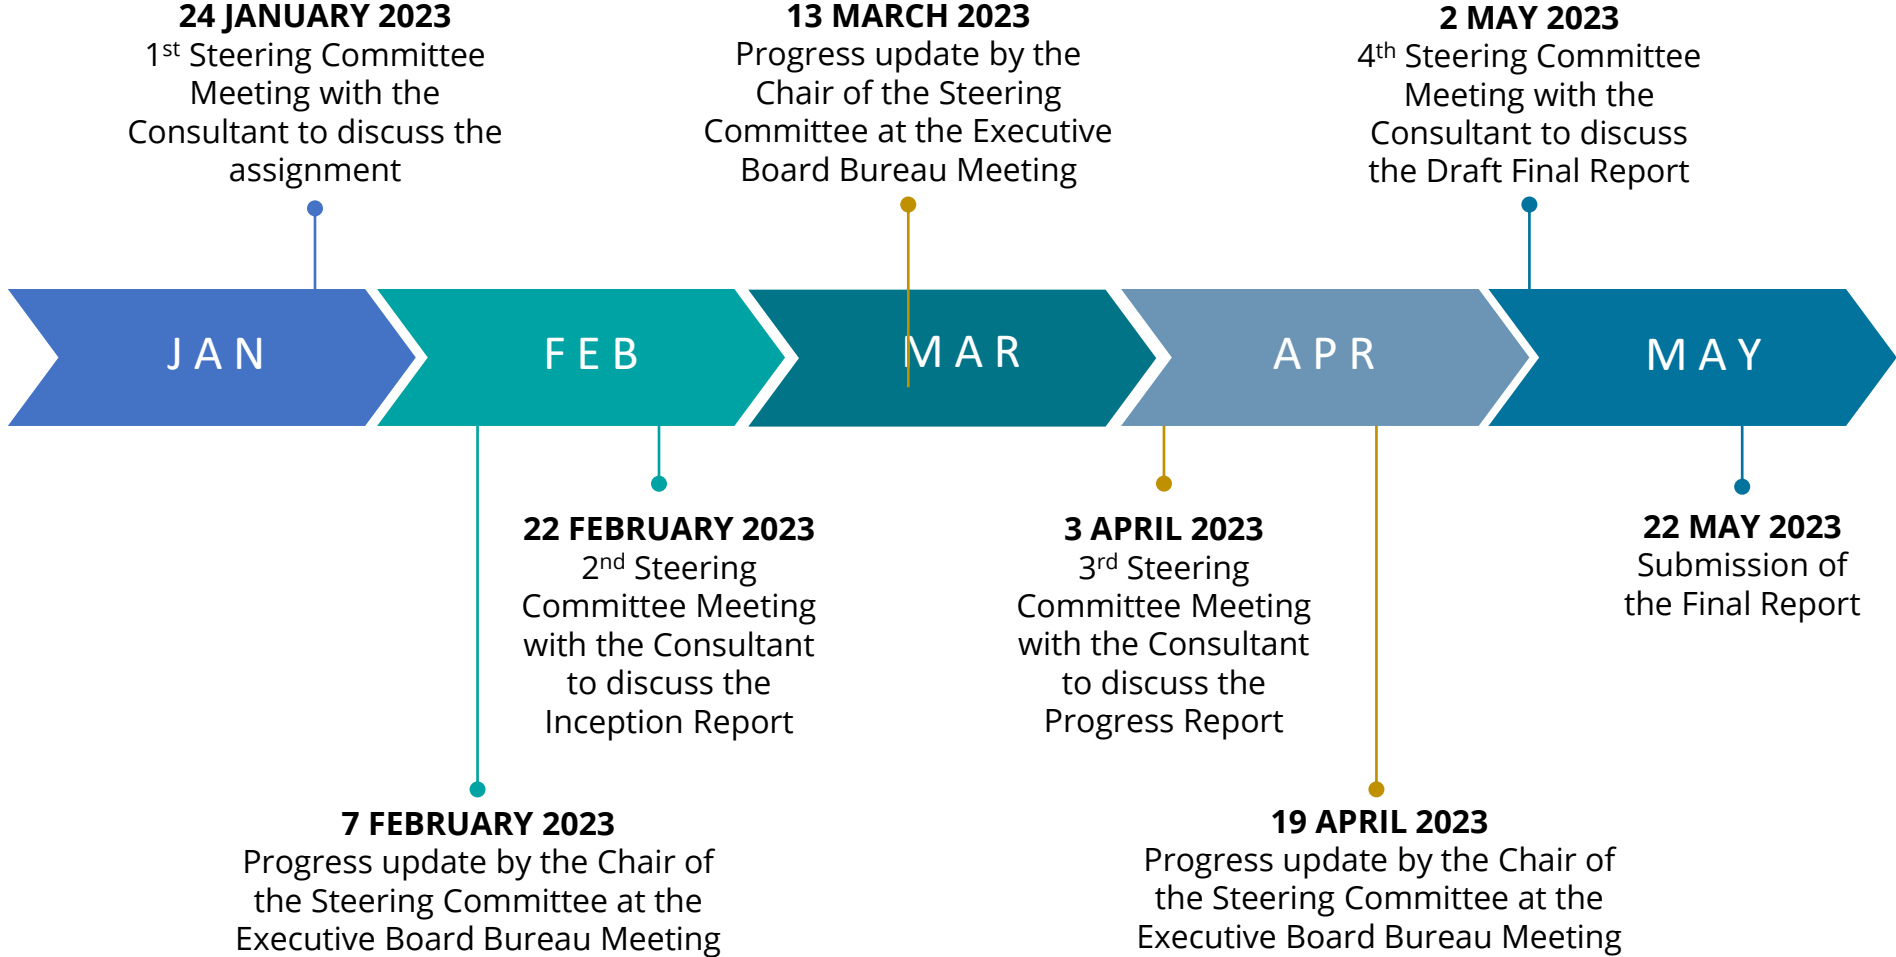 24 JANUARY 2023
1st Steering Committee
Meeting with the
Consultant to discuss the
assignment
13 MARCH 2023
Progress update by the
Chair of the Steering
Committee at the Executive
Board Bureau Meeting
2 MAY 2023
4th Steering Committee
Meeting with the
Consultant to discuss
the Draft Final Report
JAN
FEB
MAR
APR
MAY
22 FEBRUARY 2023
2nd Steering
Committee Meeting
with the Consultant
to discuss the
Inception Report
3 APRIL 2023
3rd Steering
Committee Meeting
with the Consultant
to discuss the
Progress Report
22 MAY 2023
Submission of
the Final Report
7 FEBRUARY 2023
Progress update by the Chair of
the Steering Committee at the
Executive Board Bureau Meeting
19 APRIL 2023
Progress update by the Chair of
the Steering Committee at the
Executive Board Bureau Meeting